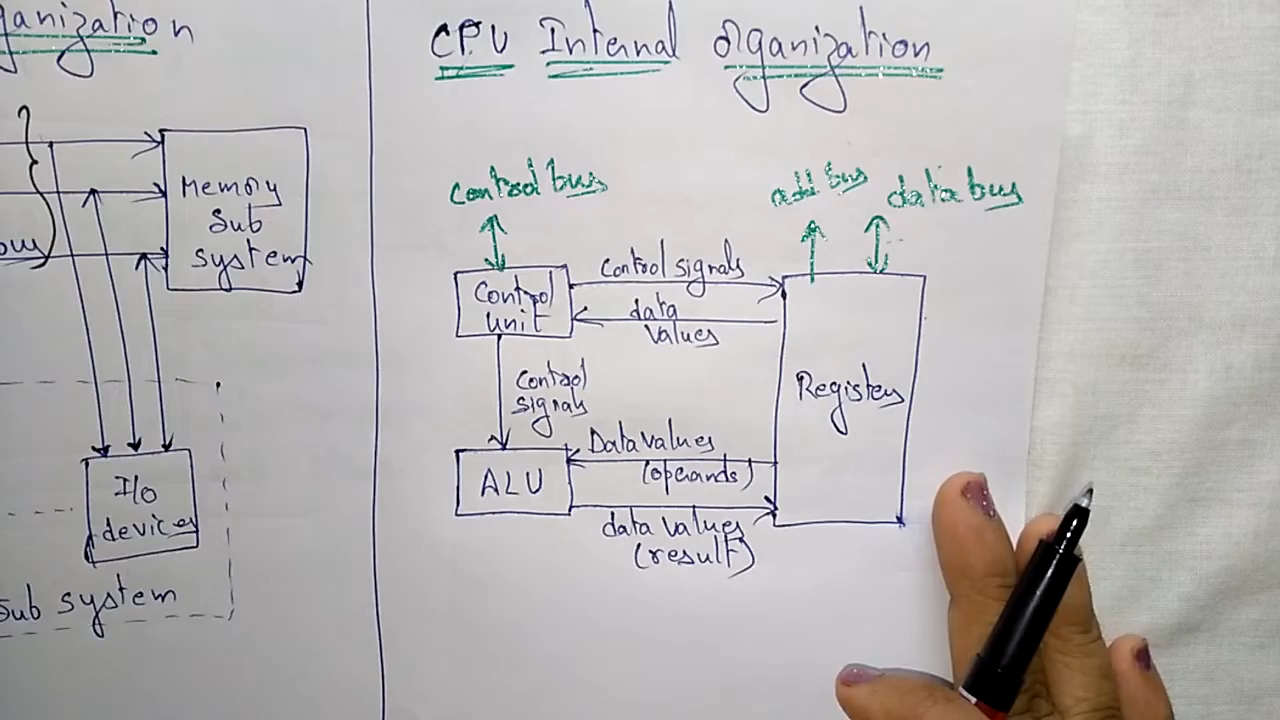 ganization
Memory
Sub
system
bus
I/o
devices
Sub system
CPU Internal organization
control bus
add bus
data bus
Control
unit
Control signals
data
values
Control
signals
Registers
ALU
Data values
(operands)
data values
(result)